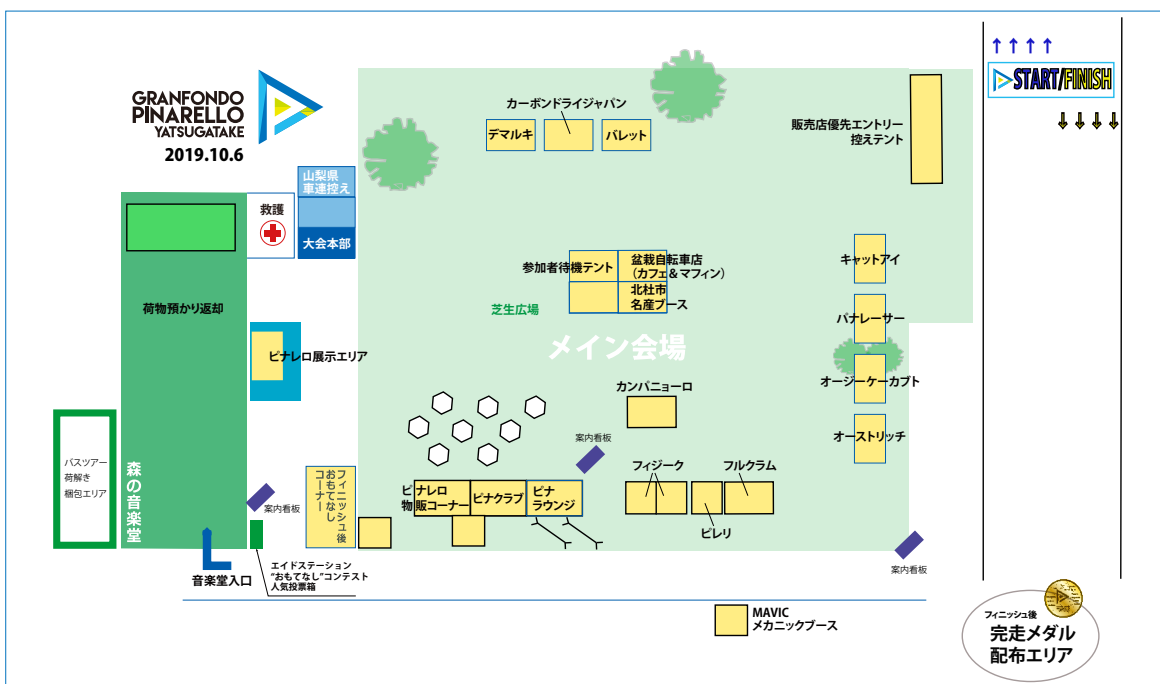 GRANFONDO
PINARELLO
YATSUGATAKE
2019.10.6
START/FINISH
カーボンドライジャパン
デマルキ
バレット
販売店優先エントリー
控えテント
山梨県
車連控え
大会本部
救護
荷物預かり返却
参加者待機テント
盆栽自転車店
（カフェ＆マフィン）
北杜市
名産ブース
芝生広場
メイン会場
キャットアイ
パナレーサー
オージーケーカブト
オーストリッチ
ピナレロ展示エリア
カンパニョーロ
案内看板
フィジーク
フルクラム
ピレリ
バスツアー
荷解き
梱包エリア
森の音楽堂
案内看板
フィニッシュ後
おもてなし
コーナー
ピナレロ
物販コーナー
ピナクラブ
ピナ
ラウンジ
音楽堂入口
エイドステーション
“おもてなし”コンテスト
人気投票箱
案内看板
MAVIC
メカニックブース
フィニッシュ後
完走メダル
配布エリア